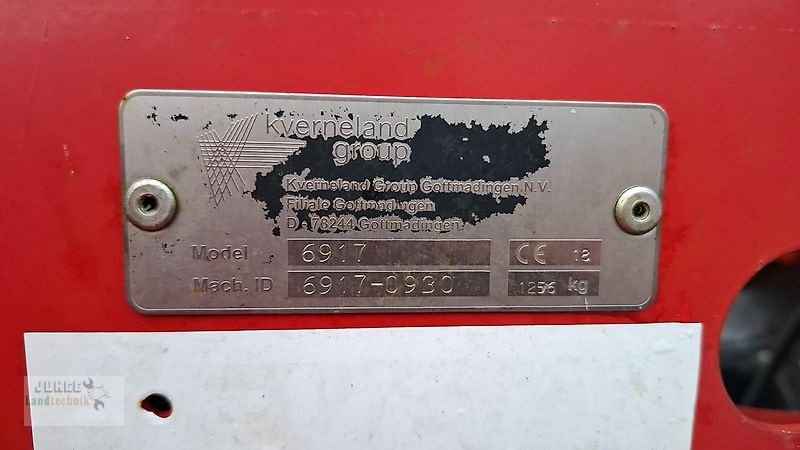 kverneland
group
Kverneland Group Gottmadingen N.V.
Filiale Gottmadingen
D - 78244 Gottmadingen
Model 6917 CE 18
Mach. ID 6917-0930 1256 kg
JUNGE
Landtechnik